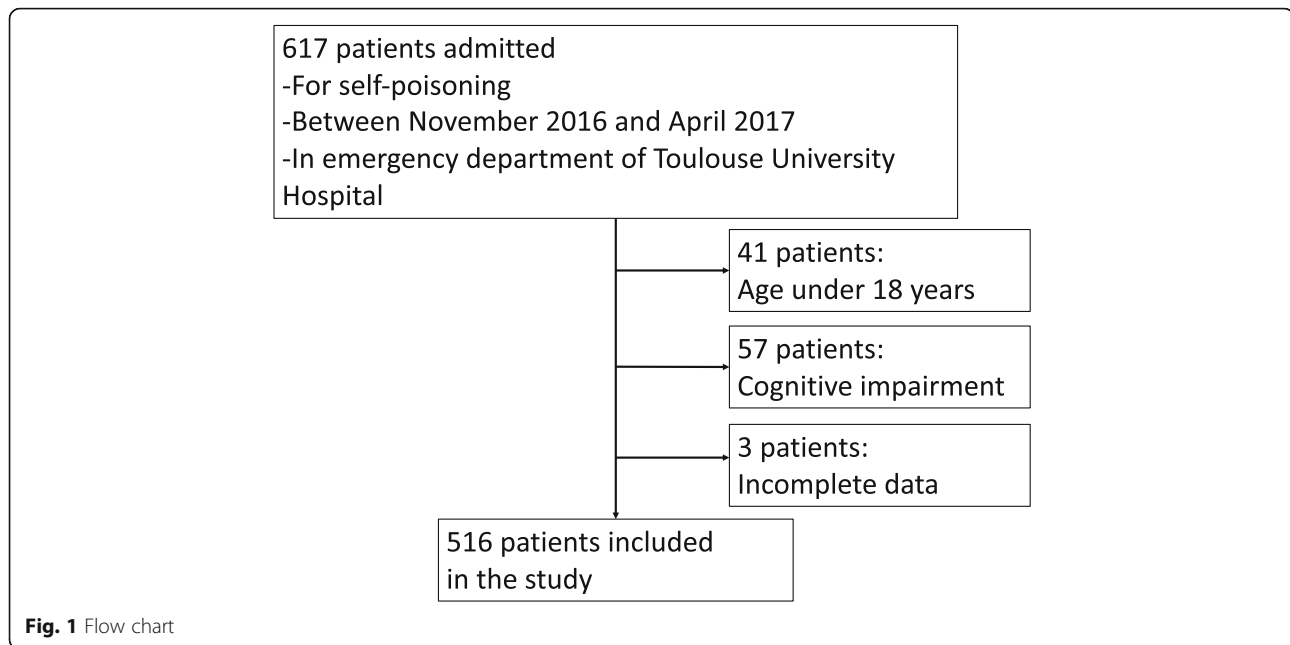 617 patients admitted
-For self-poisoning
-Between November 2016 and April 2017
-In emergency department of Toulouse University
Hospital
41 patients:
Age under 18 years
57 patients:
Cognitive impairment
3 patients:
Incomplete data
516 patients included
in the study
Fig. 1 Flow chart